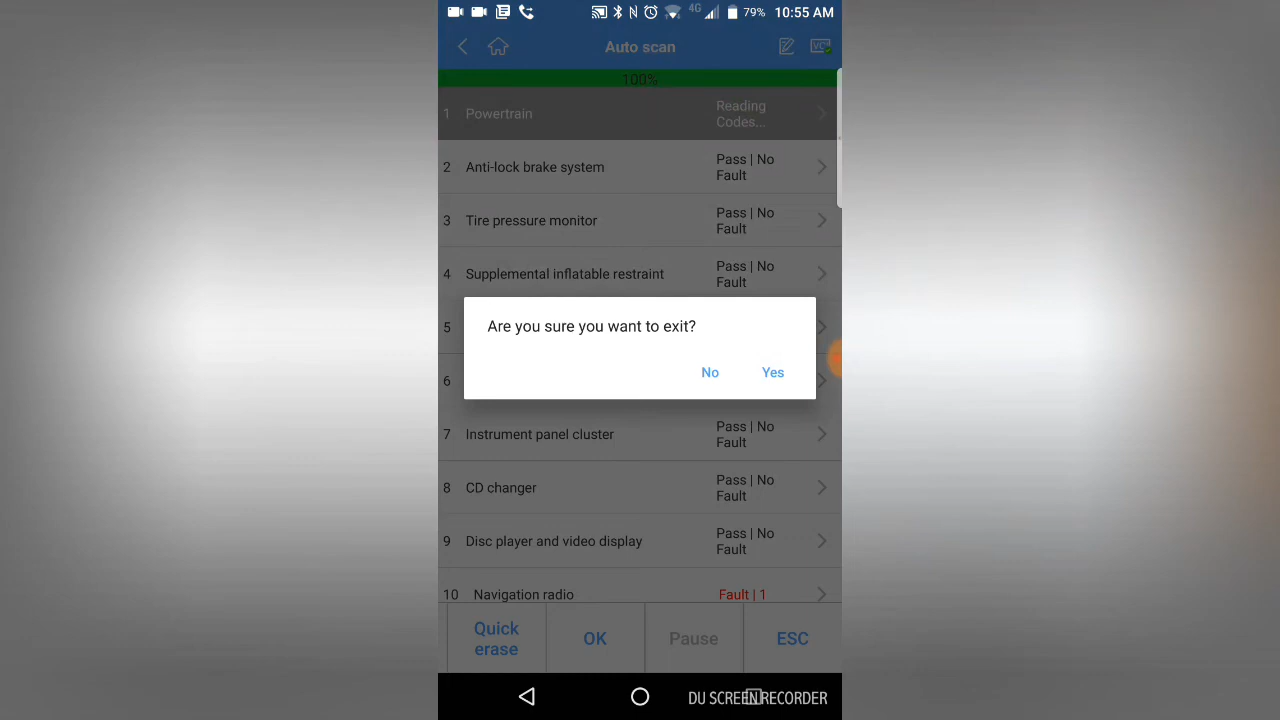 4G 79% 10:55 AM
Auto scan VCI
100%
1 Powertrain Reading
Codes...
2 Anti-lock brake system Pass | No
Fault
3 Tire pressure monitor Pass | No
Fault
4 Supplemental inflatable restraint Pass | No
Fault
5
Are you sure you want to exit?
No Yes
6
7 Instrument panel cluster Pass | No
Fault
8 CD changer Pass | No
Fault
9 Disc player and video display Pass | No
Fault
10 Navigation radio Fault | 1
Quick
erase OK Pause ESC
DU SCREEN RECORDER